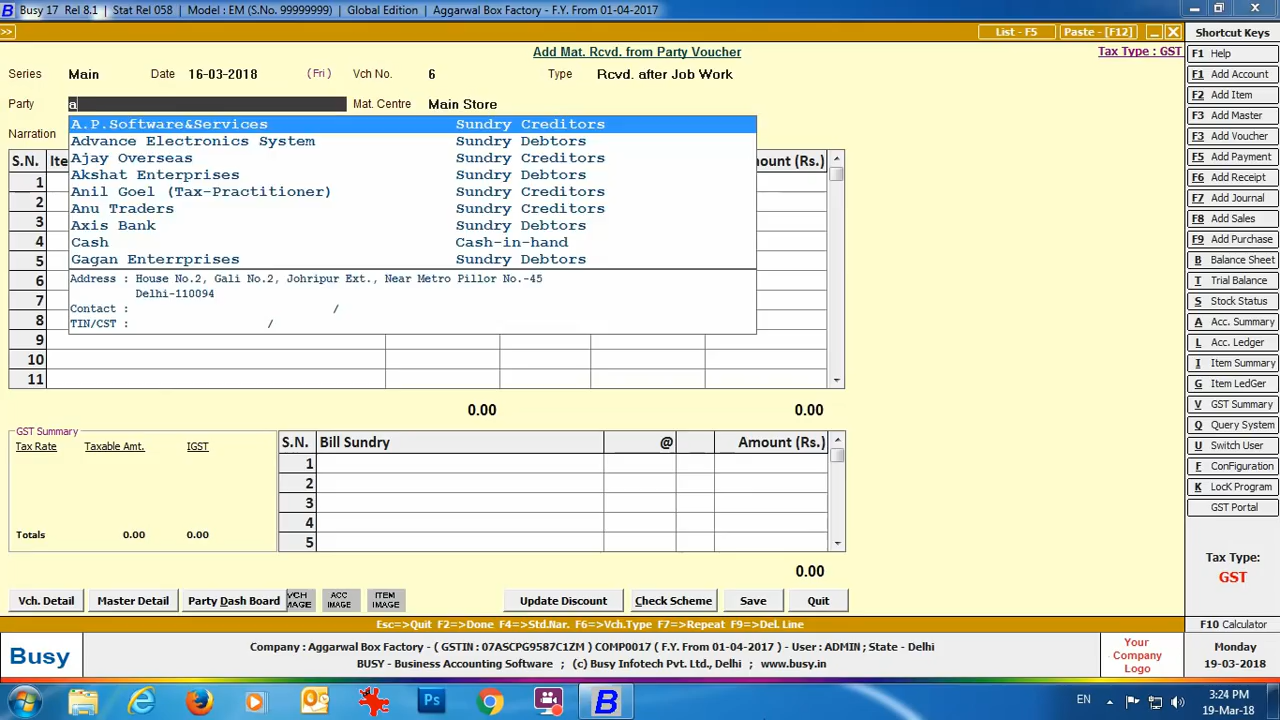 Busy 17 Rel 8.1 | Stat Rel 058 | Model : EM (S.No. 99999999) | Global Edition | Aggarwal Box Factory - F.Y. From 01-04-2017
>> List - F5 Paste - [F12] Shortcut Keys
Add Mat. Rcvd. from Party Voucher Tax Type : GST
Series Main Date 16-03-2018 (Fri) Vch No. 6 Type Rcvd. after Job Work
Party a Mat. Centre Main Store
Narration
A.P.Software&Services Sundry Creditors
Advance Electronics System Sundry Debtors
Ajay Overseas Sundry Creditors
Akshat Enterprises Sundry Debtors
Anil Goel (Tax-Practitioner) Sundry Creditors
Anu Traders Sundry Creditors
Axis Bank Sundry Debtors
Cash Cash-in-hand
Gagan Enterrprises Sundry Debtors
Address : House No.2, Gali No.2, Johripur Ext., Near Metro Pillor No.-45
Delhi-110094
Contact : /
TIN/CST : /
S.N. Ite mount (Rs.)
1
2
3
4
5
6
7
8
9
10
11
0.00 0.00
GST Summary
Tax Rate Taxable Amt. IGST
Totals 0.00 0.00
S.N. Bill Sundry @ Amount (Rs.)
1
2
3
4
5
0.00
Vch. Detail Master Detail Party Dash Board VCH IMAGE ACC IMAGE ITEM IMAGE Update Discount Check Scheme Save Quit
Esc=>Quit F2=>Done F4=>Std.Nar. F6=>Vch.Type F7=>Repeat F9=>Del. Line
Busy
Company : Aggarwal Box Factory - ( GSTIN : 07ASCPG9587C1ZM ) COMP0017 ( F.Y. From 01-04-2017 ) - User : ADMIN ; State - Delhi
BUSY - Business Accounting Software ; (c) Busy Infotech Pvt. Ltd., Delhi ; www.busy.in
Your
Company
Logo
F1 Help
F1 Add Account
F2 Add Item
F3 Add Master
F3 Add Voucher
F5 Add Payment
F6 Add Receipt
F7 Add Journal
F8 Add Sales
F9 Add Purchase
B Balance Sheet
T Trial Balance
S Stock Status
A Acc. Summary
L Acc. Ledger
I Item Summary
G Item LedGer
V GST Summary
Q Query System
U Switch User
F ConFiguration
K LocK Program
GST Portal
Tax Type:
GST
F10 Calculator
Monday
19-03-2018
Ps
EN
3:24 PM
19-Mar-18